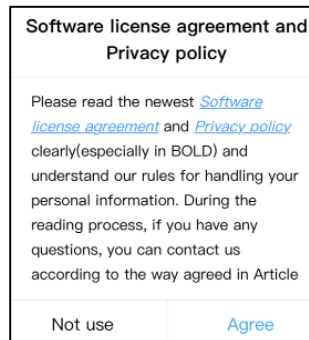 Software license agreement and
Privacy policy
Please read the newest Software
license agreement and Privacy policy
clearly(especially in BOLD) and
understand our rules for handling your
personal information. During the
reading process, if you have any
questions, you can contact us
according to the way agreed in Article
Not use
Agree